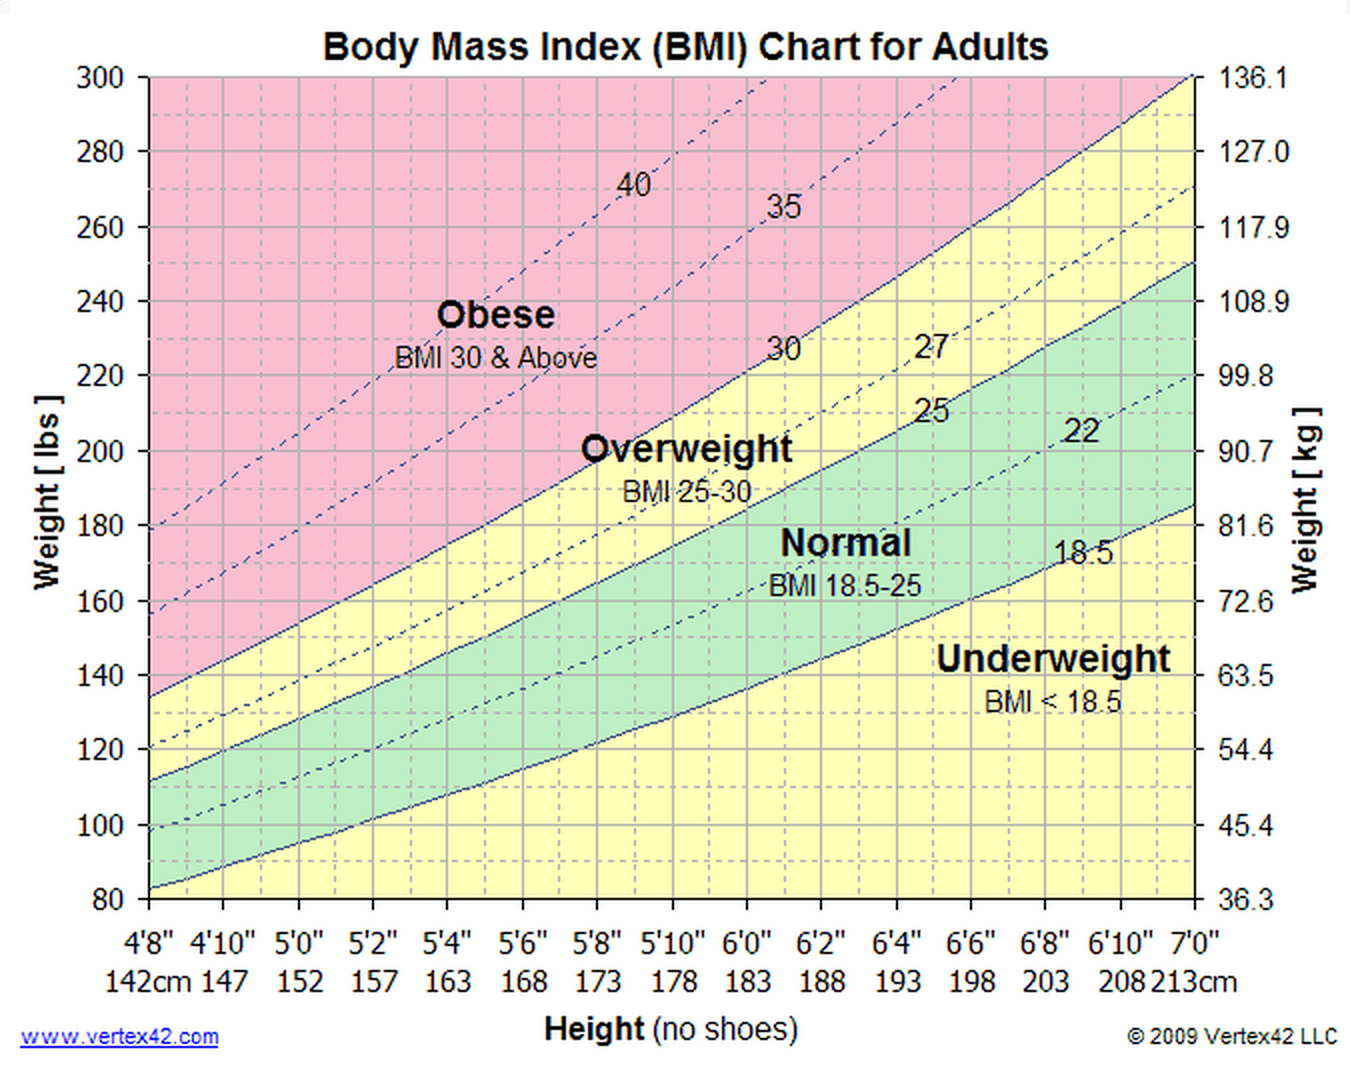 Body Mass Index (BMI) Chart for Adults
300 136.1
280 127.0
260 117.9
240 108.9
220 99.8
200 90.7
180 81.6
160 72.6
140 63.5
120 54.4
100 45.4
80 36.3
Weight [ lbs ]
Weight [ kg ]
40
35
Obese
BMI 30 & Above
30
27
25
22
Overweight
BMI 25-30
Normal
BMI 18.5-25
18.5
Underweight
BMI < 18.5
4'8" 4'10" 5'0" 5'2" 5'4" 5'6" 5'8" 5'10" 6'0" 6'2" 6'4" 6'6" 6'8" 6'10" 7'0"
142cm 147 152 157 163 168 173 178 183 188 193 198 203 208 213cm
Height (no shoes)
www.vertex42.com
© 2009 Vertex42 LLC